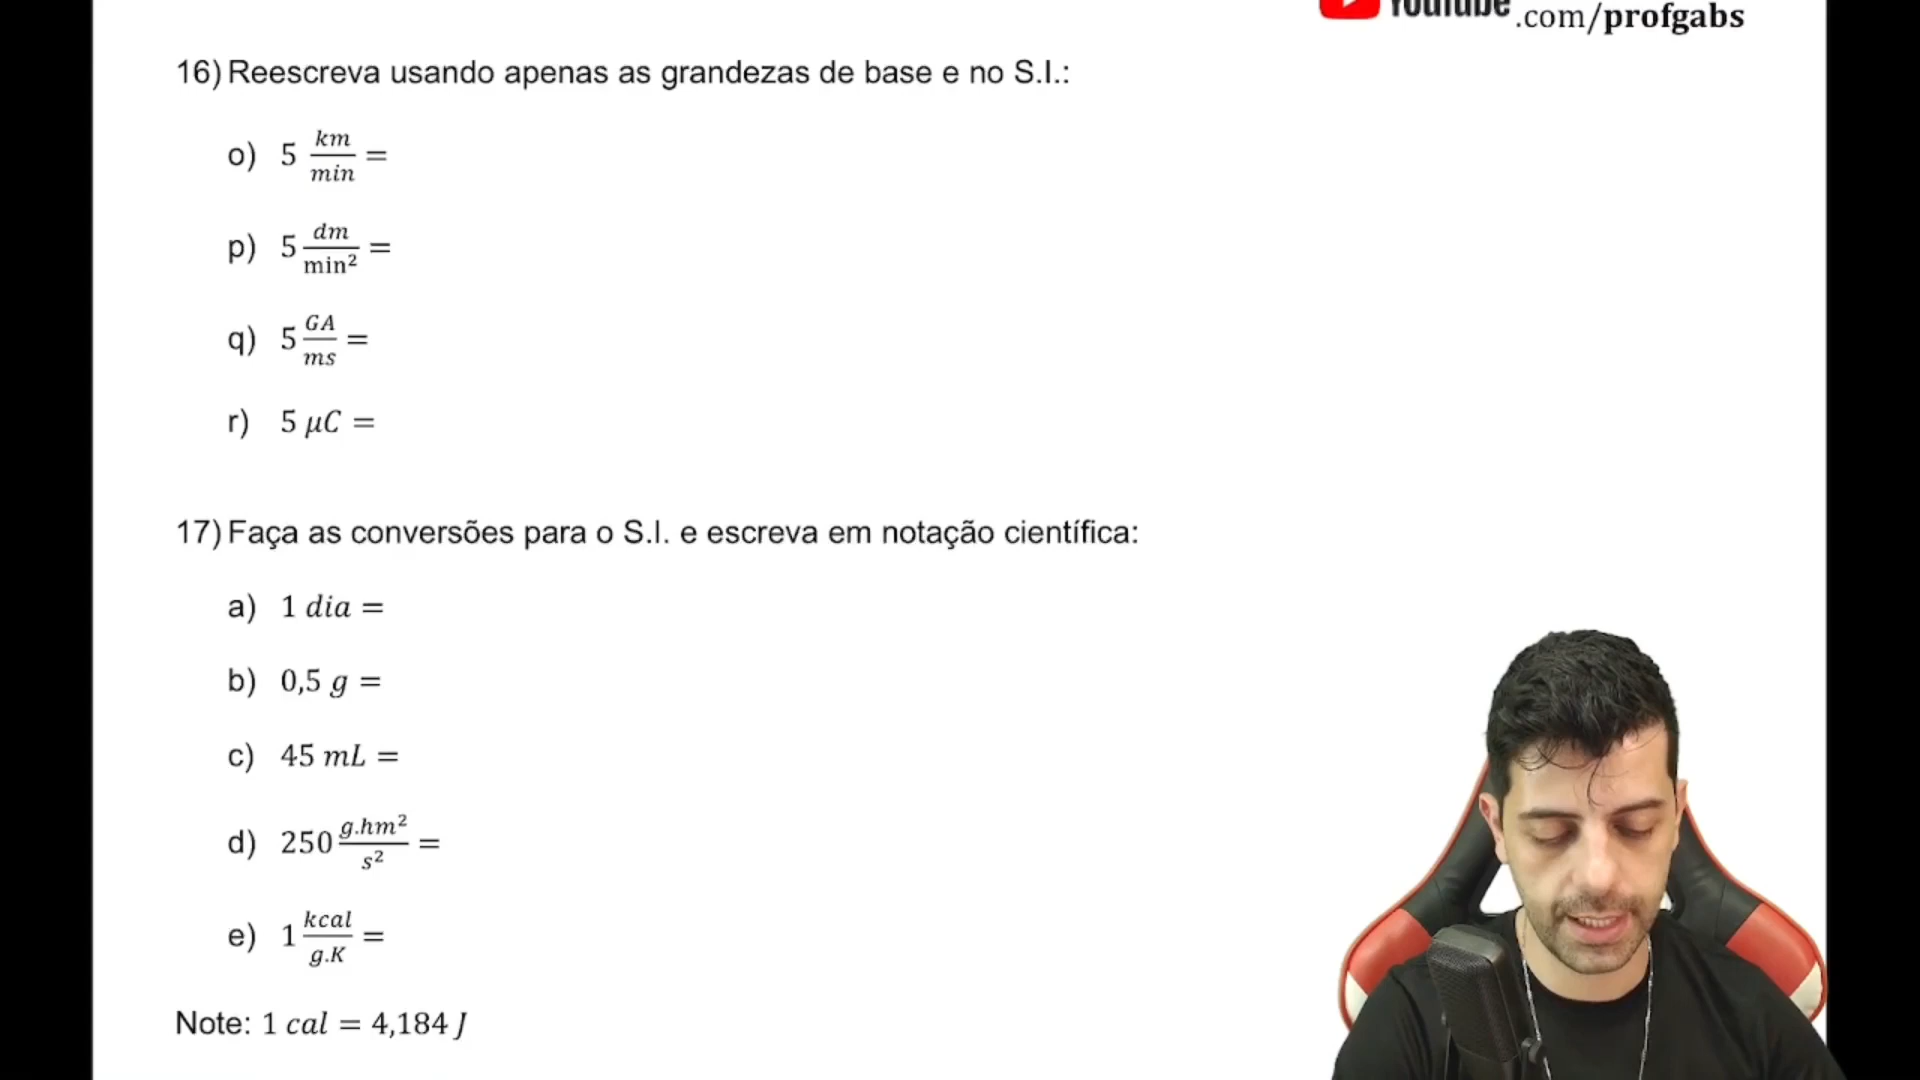 YouTube.com/profgabs
16) Reescreva usando apenas as grandezas de base e no S.I.:
o) 5 km/min =
p) 5 dm/min² =
q) 5 GA/ms =
r) 5 μC =
17) Faça as conversões para o S.I. e escreva em notação científica:
a) 1 dia =
b) 0,5 g =
c) 45 mL =
d) 250 g.hm²/s² =
e) 1 kcal/g.K =
Note: 1 cal = 4,184 J